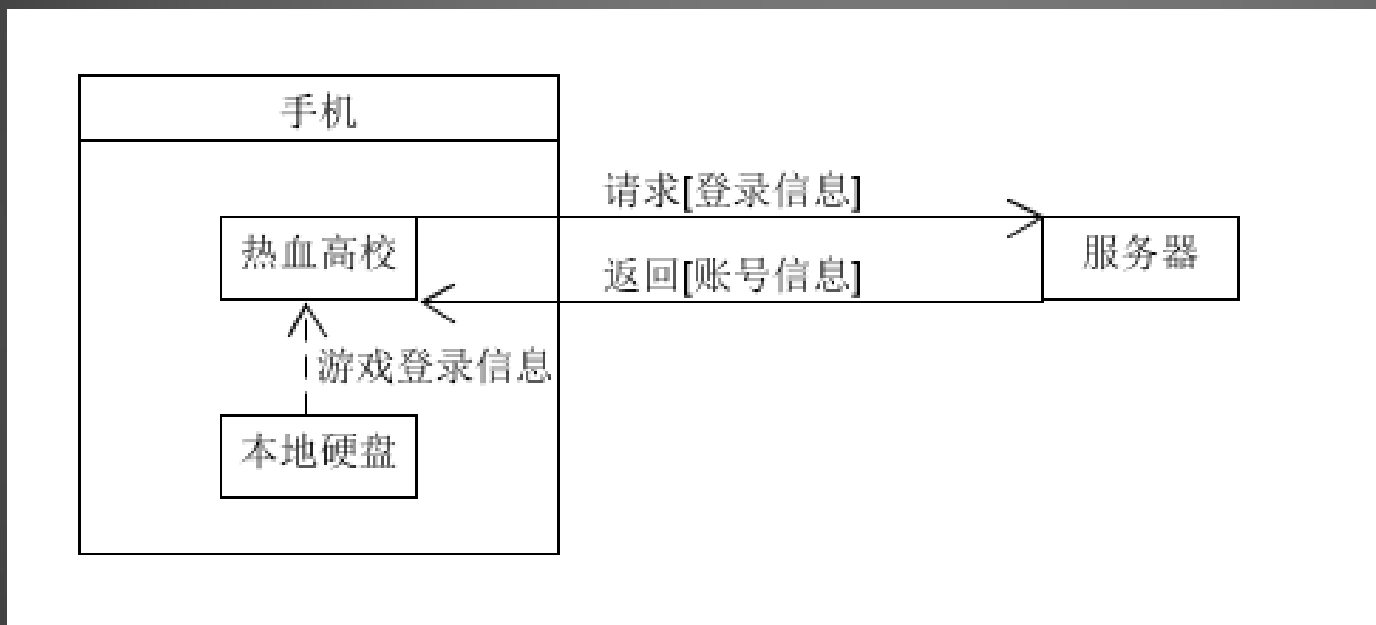 手机
请求[登录信息]
热血高校
服务器
返回[账号信息]
游戏登录信息
本地硬盘